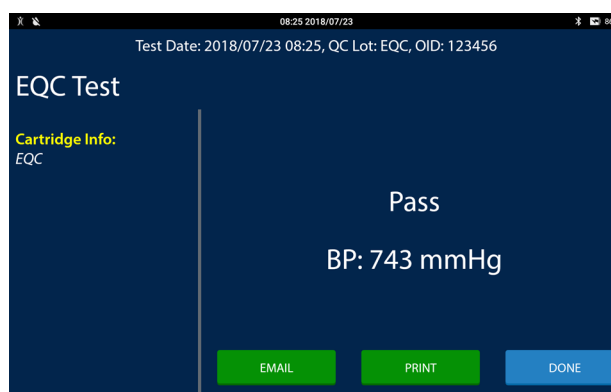 08:25 2018/07/23
Test Date: 2018/07/23 08:25, QC Lot: EQC, OID: 123456
EQC Test
Cartridge Info:
EQC
Pass
BP: 743 mmHg
EMAIL PRINT DONE